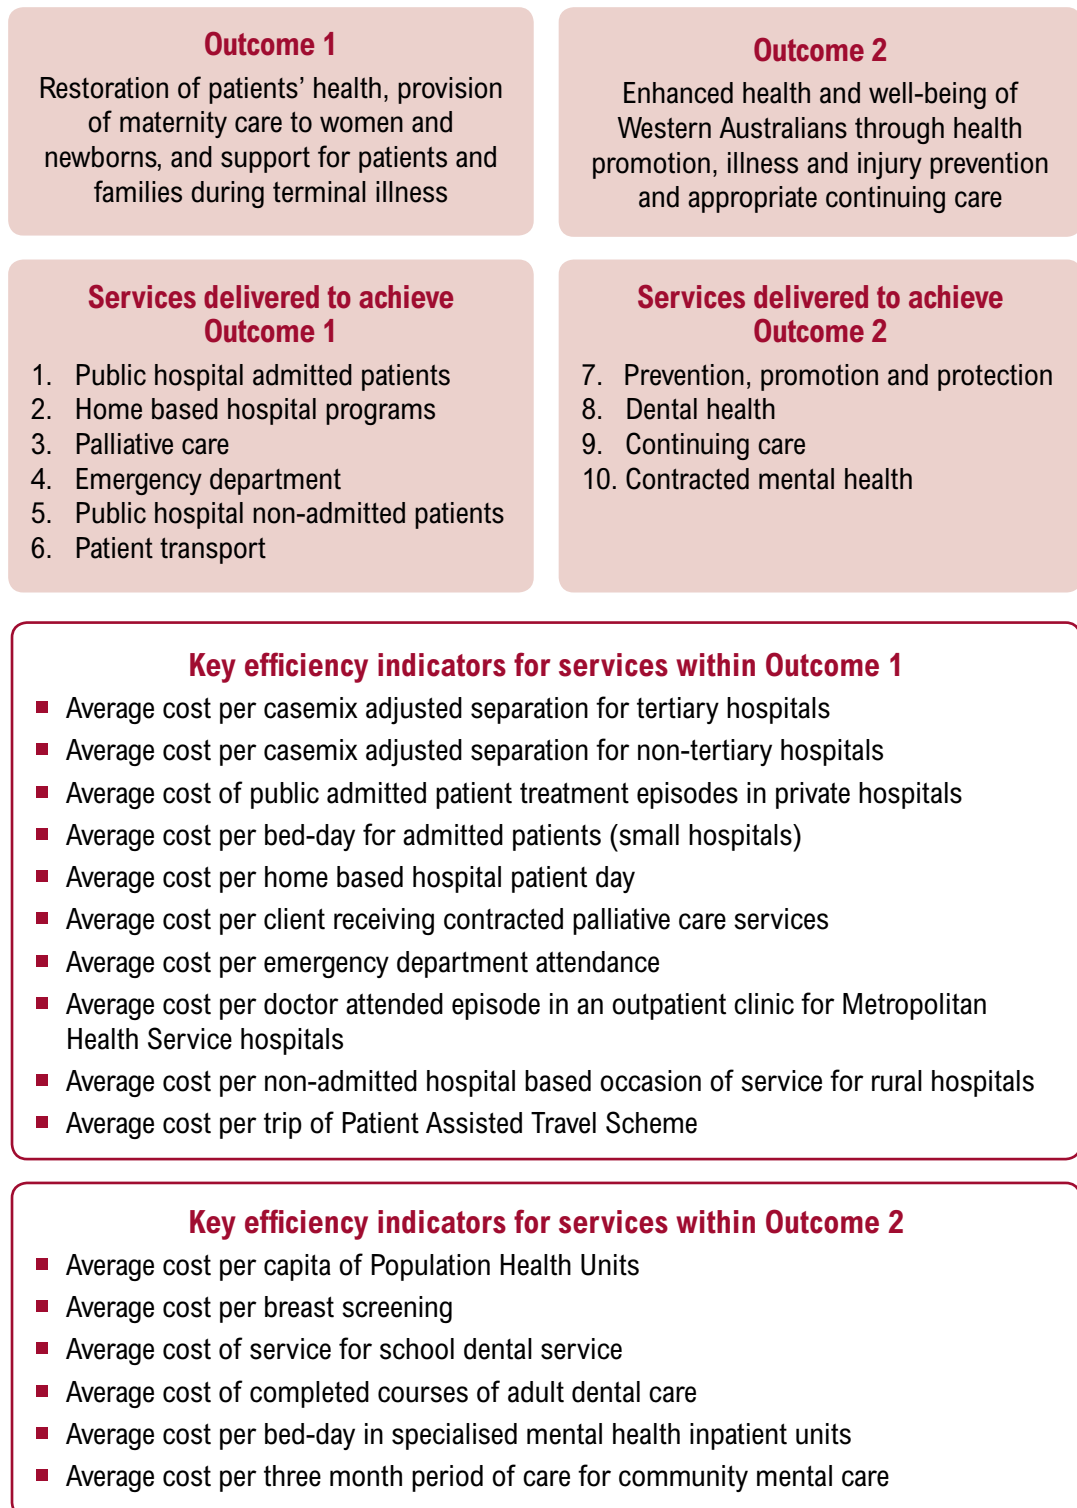 Outcome 1
Restoration of patients’ health, provision
of maternity care to women and
newborns, and support for patients and
families during terminal illness
Outcome 2
Enhanced health and well-being of
Western Australians through health
promotion, illness and injury prevention
and appropriate continuing care
Services delivered to achieve
Outcome 1
1. Public hospital admitted patients
2. Home based hospital programs
3. Palliative care
4. Emergency department
5. Public hospital non-admitted patients
6. Patient transport
Services delivered to achieve
Outcome 2
7. Prevention, promotion and protection
8. Dental health
9. Continuing care
10. Contracted mental health
Key efficiency indicators for services within Outcome 1
■ Average cost per casemix adjusted separation for tertiary hospitals
■ Average cost per casemix adjusted separation for non-tertiary hospitals
■ Average cost of public admitted patient treatment episodes in private hospitals
■ Average cost per bed-day for admitted patients (small hospitals)
■ Average cost per home based hospital patient day
■ Average cost per client receiving contracted palliative care services
■ Average cost per emergency department attendance
■ Average cost per doctor attended episode in an outpatient clinic for Metropolitan
Health Service hospitals
■ Average cost per non-admitted hospital based occasion of service for rural hospitals
■ Average cost per trip of Patient Assisted Travel Scheme
Key efficiency indicators for services within Outcome 2
■ Average cost per capita of Population Health Units
■ Average cost per breast screening
■ Average cost of service for school dental service
■ Average cost of completed courses of adult dental care
■ Average cost per bed-day in specialised mental health inpatient units
■ Average cost per three month period of care for community mental care